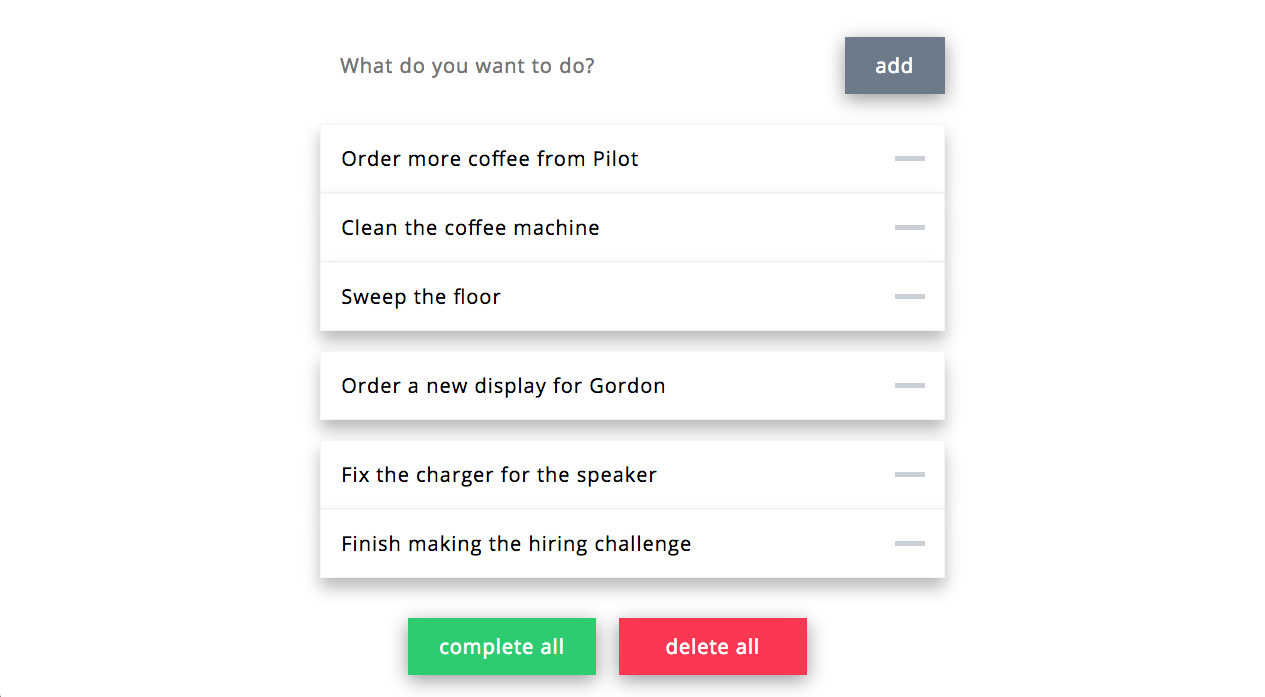 What do you want to do?
add
Order more coffee from Pilot
Clean the coffee machine
Sweep the floor
Order a new display for Gordon
Fix the charger for the speaker
Finish making the hiring challenge
complete all
delete all